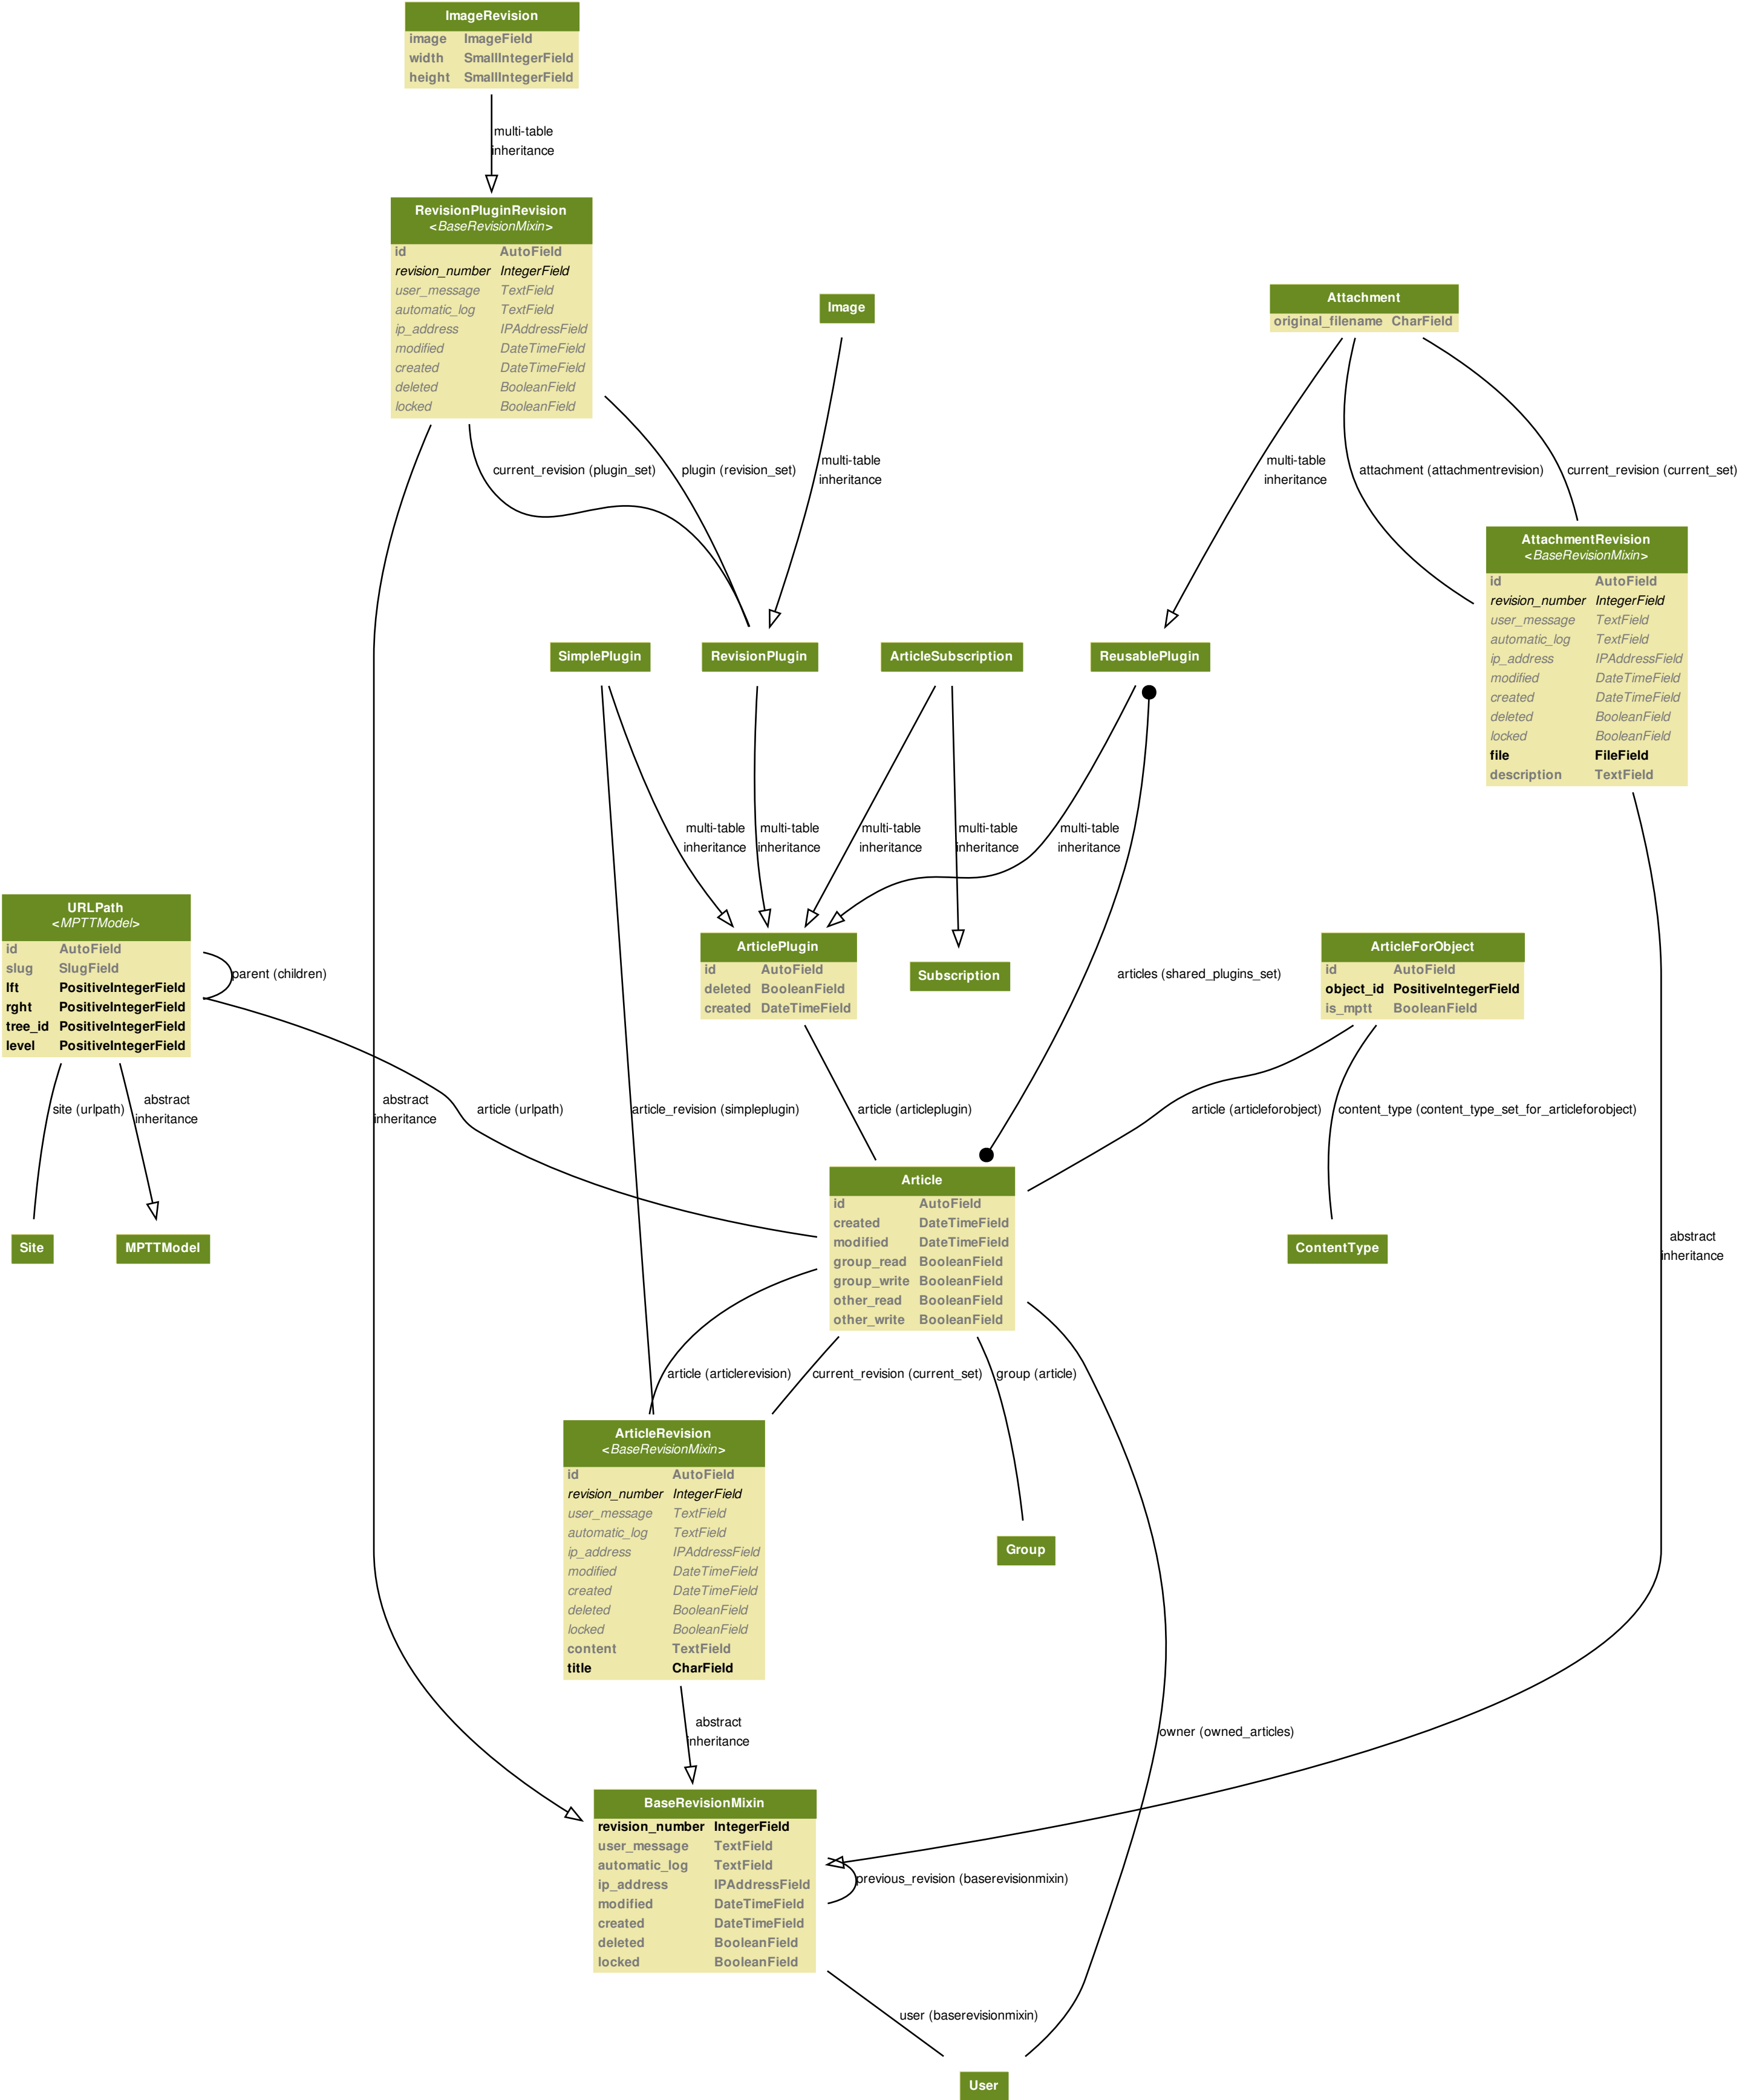 ImageRevision
image ImageField
width SmallIntegerField
height SmallIntegerField
multi-table
inheritance
RevisionPluginRevision
<BaseRevisionMixin>
id AutoField
revision_number IntegerField
user_message TextField
automatic_log TextField
ip_address IPAddressField
modified DateTimeField
created DateTimeField
deleted BooleanField
locked BooleanField
Image
Attachment
original_filename CharField
current_revision (plugin_set)
plugin (revision_set)
multi-table
inheritance
multi-table
inheritance
attachment (attachmentrevision)
current_revision (current_set)
AttachmentRevision
<BaseRevisionMixin>
id AutoField
revision_number IntegerField
user_message TextField
automatic_log TextField
ip_address IPAddressField
modified DateTimeField
created DateTimeField
deleted BooleanField
locked BooleanField
file FileField
description TextField
SimplePlugin
RevisionPlugin
ArticleSubscription
ReusablePlugin
multi-table
inheritance
multi-table
inheritance
multi-table
inheritance
multi-table
inheritance
multi-table
inheritance
URLPath
<MPTTModel>
id AutoField
slug SlugField
lft PositiveIntegerField
rght PositiveIntegerField
tree_id PositiveIntegerField
level PositiveIntegerField
parent (children)
ArticlePlugin
id AutoField
deleted BooleanField
created DateTimeField
Subscription
articles (shared_plugins_set)
ArticleForObject
id AutoField
object_id PositiveIntegerField
is_mptt BooleanField
site (urlpath)
abstract
inheritance
abstract
inheritance
article (urlpath)
article_revision (simpleplugin)
article (articleplugin)
article (articleforobject)
content_type (content_type_set_for_articleforobject)
Site
MPTTModel
Article
id AutoField
created DateTimeField
modified DateTimeField
group_read BooleanField
group_write BooleanField
other_read BooleanField
other_write BooleanField
ContentType
abstract
inheritance
article (articlerevision)
current_revision (current_set)
group (article)
ArticleRevision
<BaseRevisionMixin>
id AutoField
revision_number IntegerField
user_message TextField
automatic_log TextField
ip_address IPAddressField
modified DateTimeField
created DateTimeField
deleted BooleanField
locked BooleanField
content TextField
title CharField
Group
abstract
inheritance
owner (owned_articles)
BaseRevisionMixin
revision_number IntegerField
user_message TextField
automatic_log TextField
ip_address IPAddressField
modified DateTimeField
created DateTimeField
deleted BooleanField
locked BooleanField
previous_revision (baserevisionmixin)
user (baserevisionmixin)
User